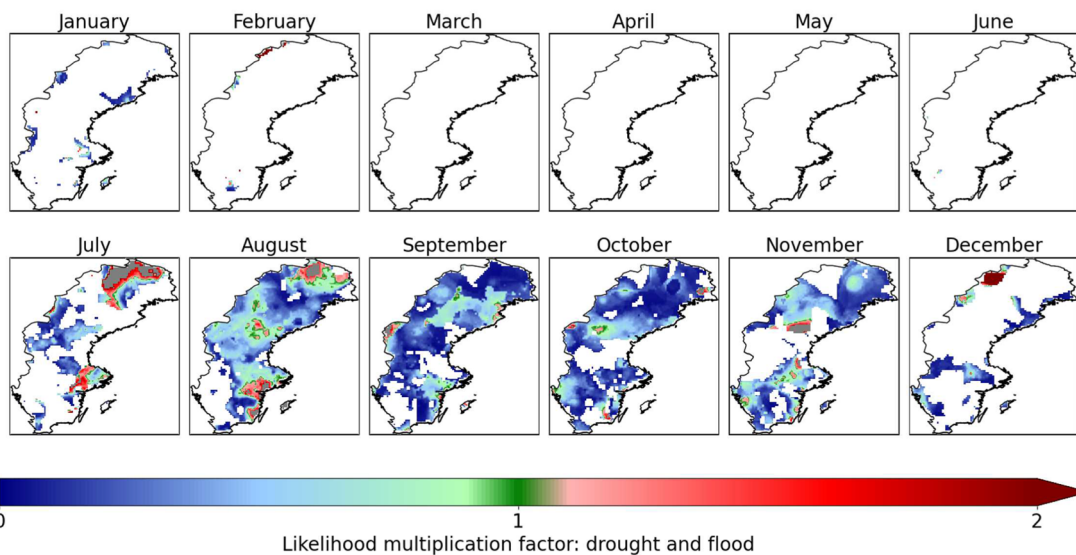 January February March April May June
July August September October November December
0 1 2
Likelihood multiplication factor: drought and flood